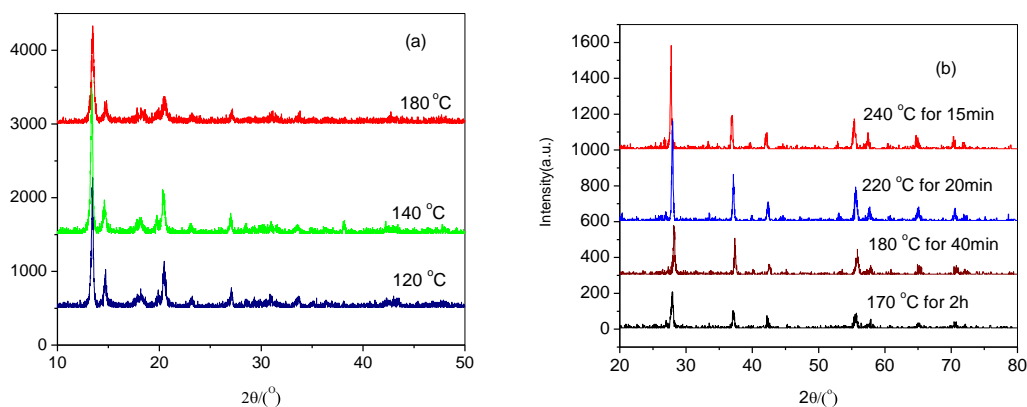 (a)
4000
180 °C
3000
2000
140 °C
1000
120 °C
0
10 20 30 40 50
2θ/(°)
(b)
1600
1400
240 °C for 15min
1200
1000
220 °C for 20min
800
600
180 °C for 40min
400
170 °C for 2h
200
0
Intensity(a.u.)
20 30 40 50 60 70 80
2θ/(°)